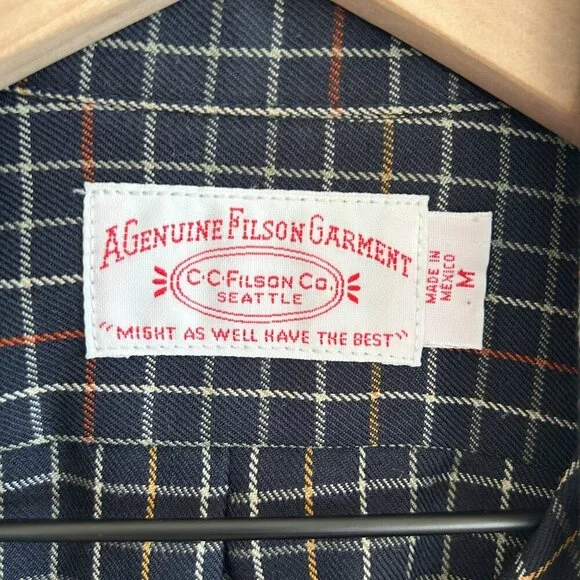 A GENUINE FILSON GARMENT
C·C·FILSON CO.
SEATTLE
"MIGHT AS WELL HAVE THE BEST"
MADE IN
MEXICO
M